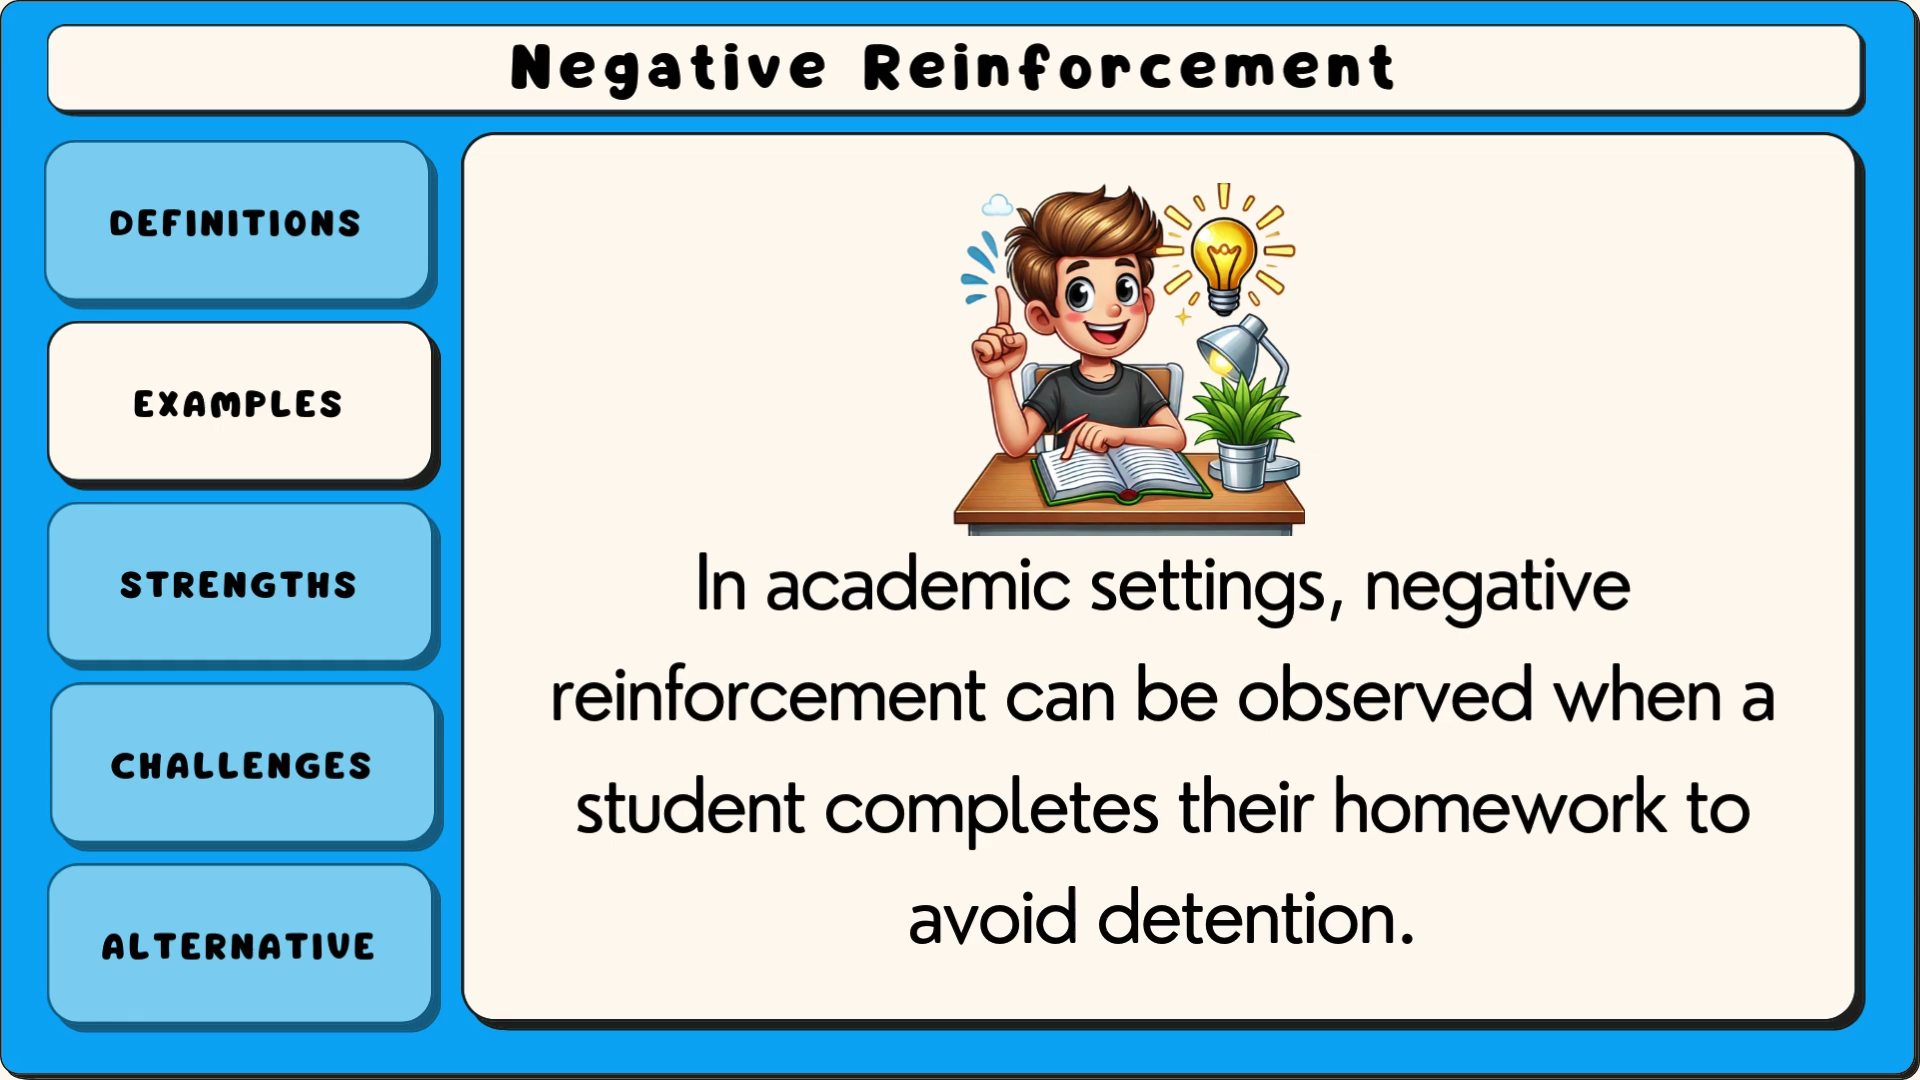 Negative Reinforcement
DEFINITIONS
EXAMPLES
STRENGTHS
CHALLENGES
ALTERNATIVE
In academic settings, negative
reinforcement can be observed when a
student completes their homework to
avoid detention.